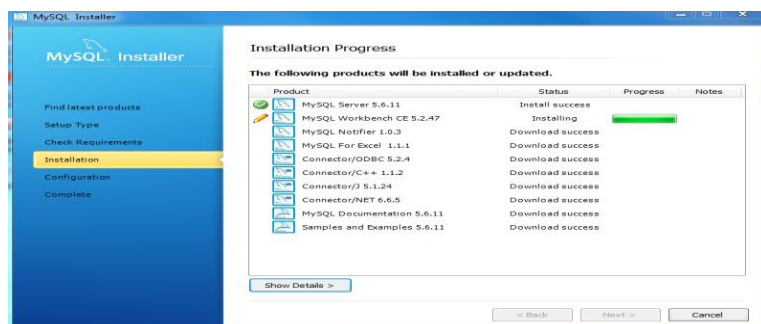 MySQL Installer
MySQL. Installer
Find latest products
Setup Type
Check Requirements
Installation
Configuration
Complete
Installation Progress
The following products will be installed or updated.
Product Status Progress Notes
MySQL Server 5.6.11 Install success
MySQL Workbench CE 5.2.47 Installing
MySQL Notifier 1.0.3 Download success
MySQL For Excel 1.1.1 Download success
Connector/ODBC 5.2.4 Download success
Connector/C++ 1.1.2 Download success
Connector/J 5.1.24 Download success
Connector/NET 6.6.5 Download success
MySQL Documentation 5.6.11 Download success
Samples and Examples 5.6.11 Download success
Show Details >
< Back Next > Cancel